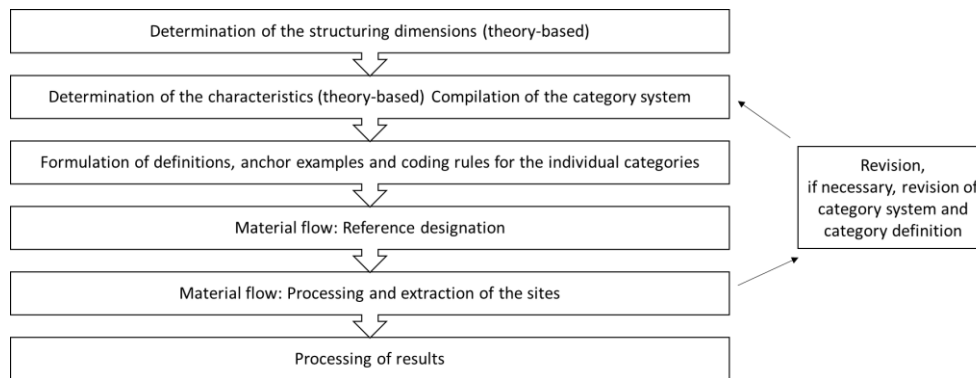 Determination of the structuring dimensions (theory-based)
Determination of the characteristics (theory-based) Compilation of the category system
Formulation of definitions, anchor examples and coding rules for the individual categories
Material flow: Reference designation
Material flow: Processing and extraction of the sites
Processing of results
Revision,
if necessary, revision of
category system and
category definition